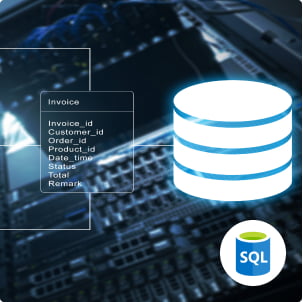 Invoice
Invoice_id
Customer_id
Order_id
Product_id
Date_time
Status
Total
Remark
SQL